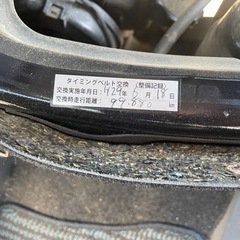 タイミングベルト交換 (整備記録)
交換実施年月日: H29年 5月 18日
交換時走行距離: 99,880 km